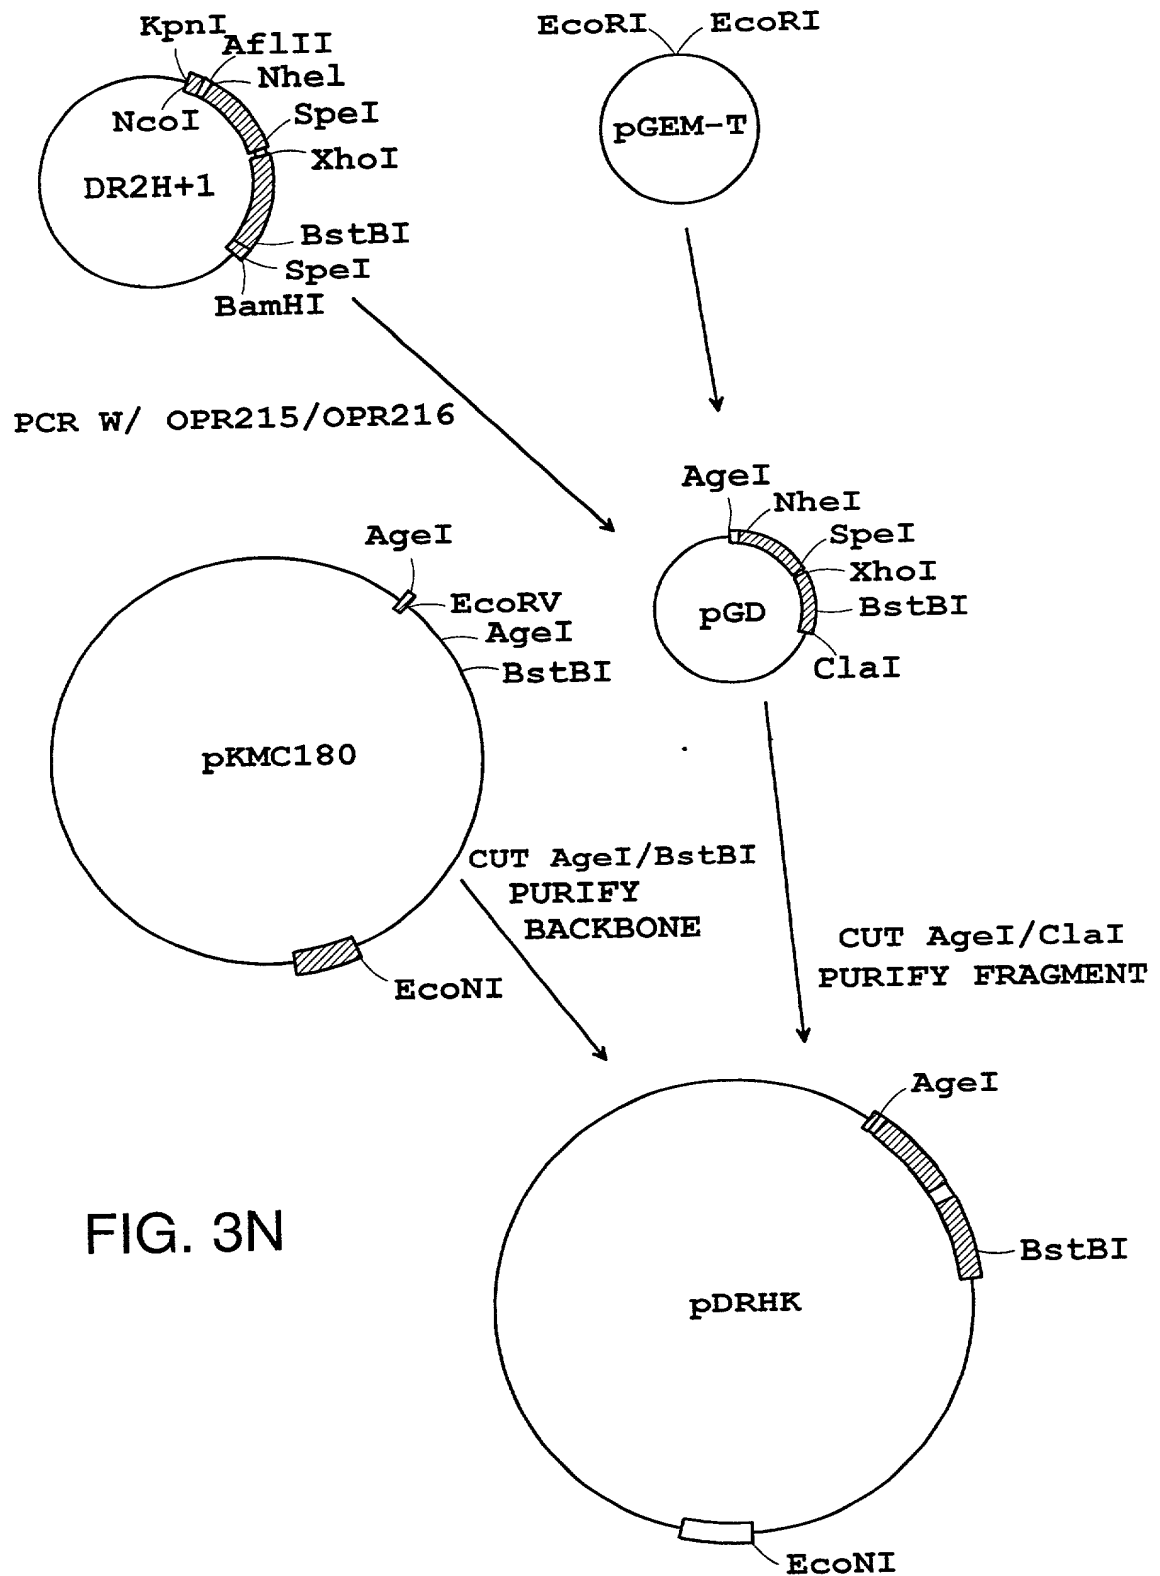 KpnI
AflII
Nhel
NcoI
SpeI
XhoI
DR2H+1
BstBI
SpeI
BamHI
EcoRI EcoRI
pGEM-T
PCR W/ OPR215/OPR216
AgeI
NheI
SpeI
XhoI
BstBI
pGD
ClaI
AgeI
EcoRV
AgeI
BstBI
pKMC180
CUT AgeI/BstBI
PURIFY
BACKBONE
EcoNI
CUT AgeI/ClaI
PURIFY FRAGMENT
AgeI
BstBI
pDRHK
EcoNI
FIG. 3N